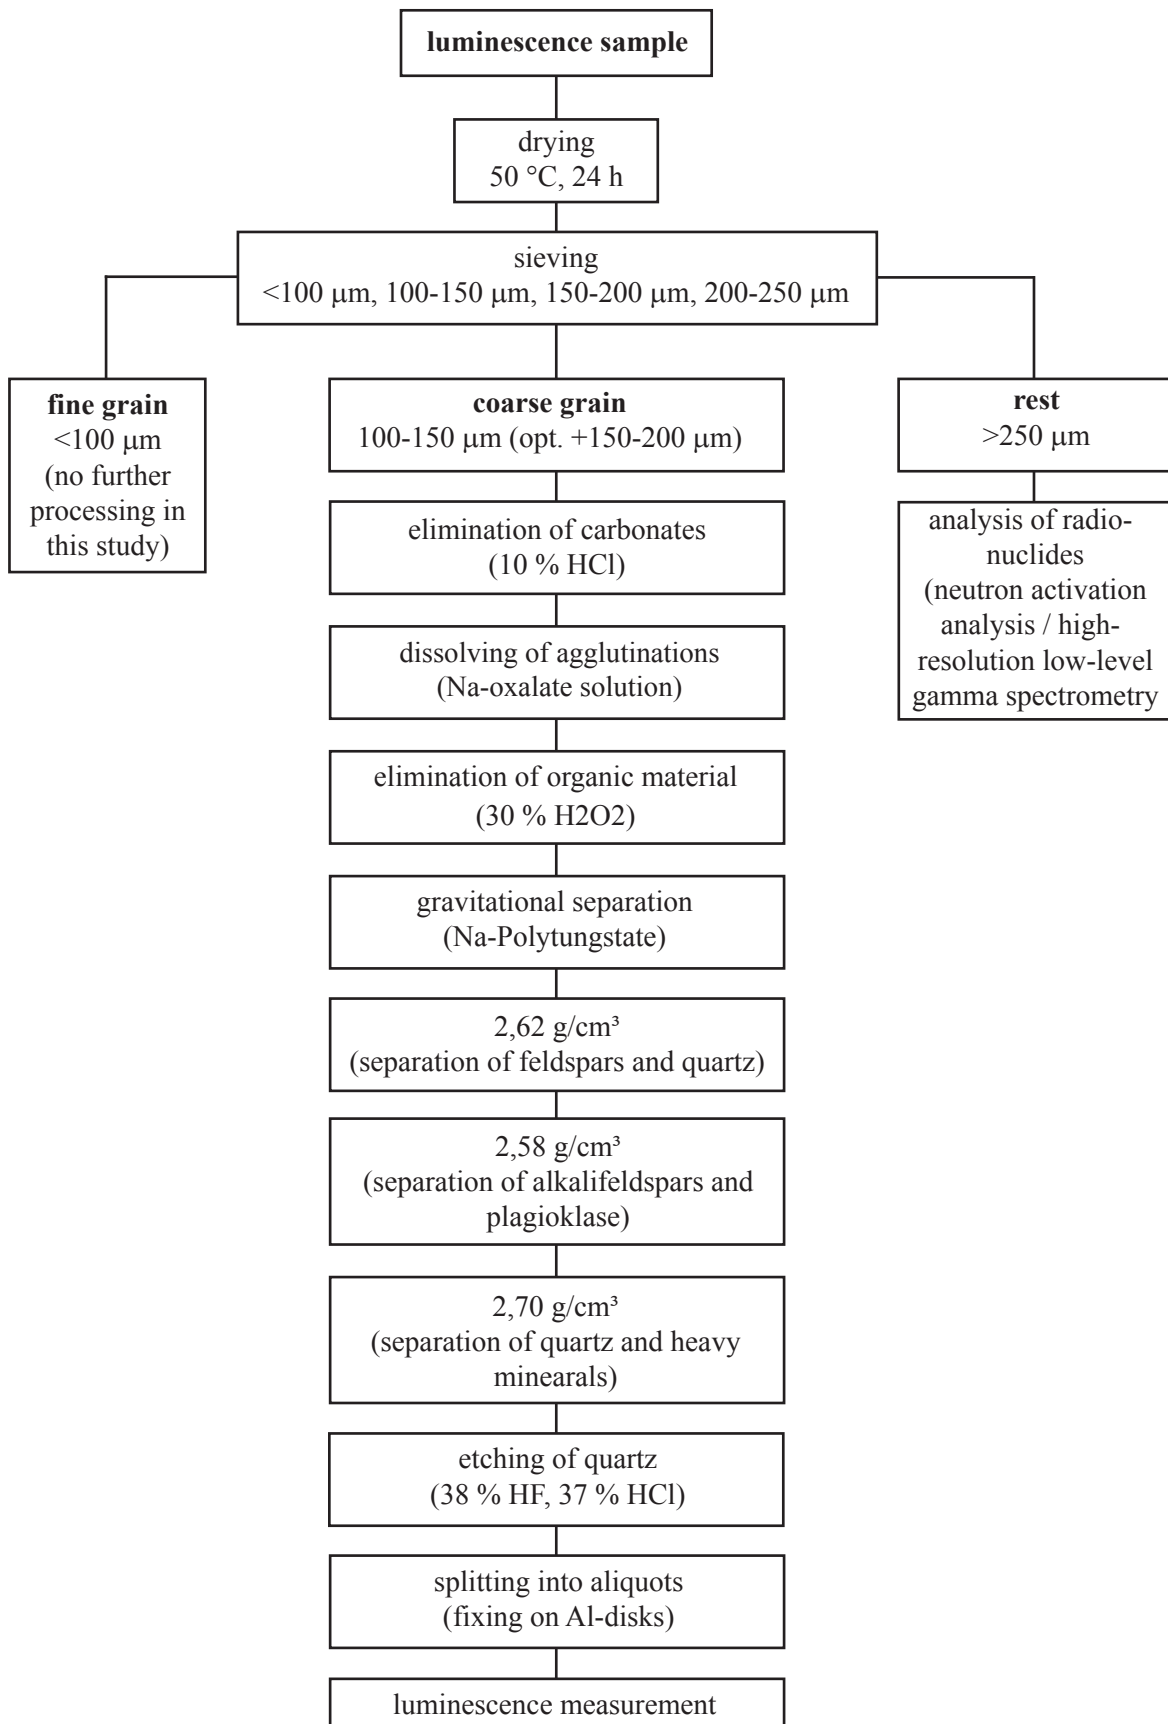 luminescence sample
drying
50 °C, 24 h
sieving
<100 µm, 100-150 µm, 150-200 µm, 200-250 µm
fine grain
<100 µm
(no further
processing in
this study)
coarse grain
100-150 µm (opt. +150-200 µm)
rest
>250 µm
analysis of radio-
nuclides
(neutron activation
analysis / high-
resolution low-level
gamma spectrometry
elimination of carbonates
(10 % HCl)
dissolving of agglutinations
(Na-oxalate solution)
elimination of organic material
(30 % H2O2)
gravitational separation
(Na-Polytungstate)
2,62 g/cm³
(separation of feldspars and quartz)
2,58 g/cm³
(separation of alkalifeldspars and
plagioklase)
2,70 g/cm³
(separation of quartz and heavy
minearals)
etching of quartz
(38 % HF, 37 % HCl)
splitting into aliquots
(fixing on Al-disks)
luminescence measurement